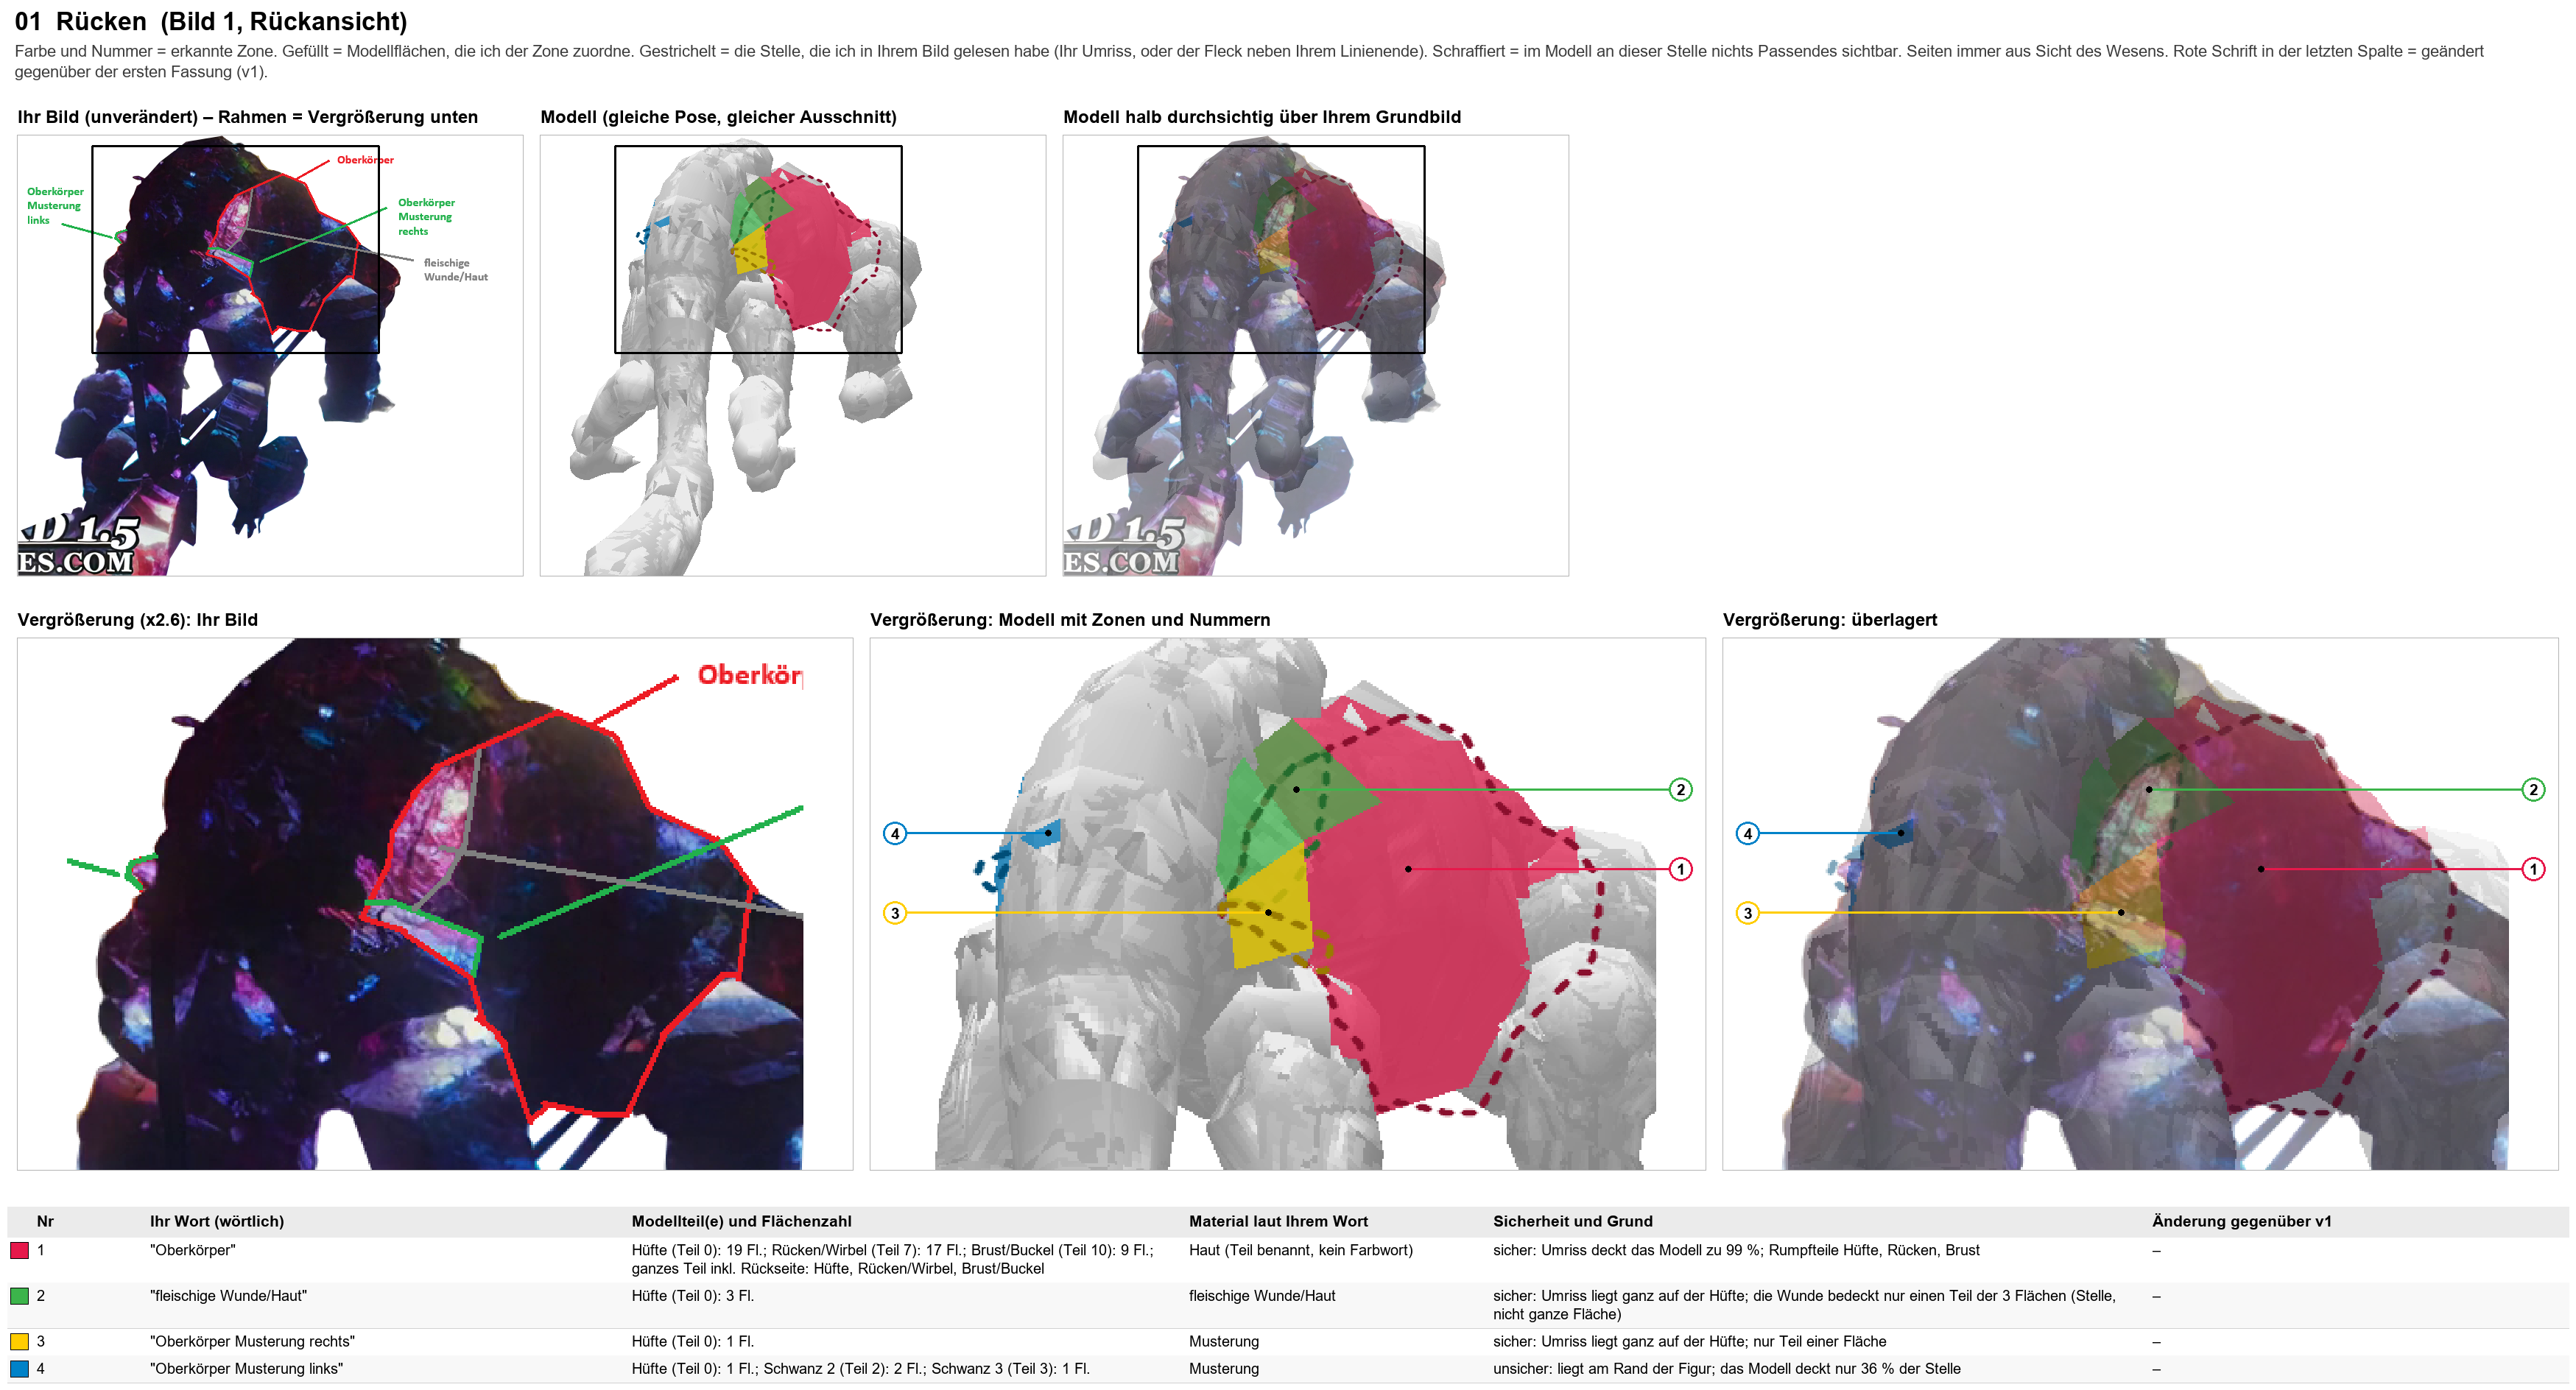 01 Rücken (Bild 1, Rückansicht)
Farbe und Nummer = erkannte Zone. Gefüllt = Modellflächen, die ich der Zone zuordne. Gestrichelt = die Stelle, die ich in Ihrem Bild gelesen habe (Ihr Umriss, oder der Fleck neben Ihrem Linienende). Schraffiert = im Modell an dieser Stelle nichts Passendes sichtbar. Seiten immer aus Sicht des Wesens. Rote Schrift in der letzten Spalte = geändert
gegenüber der ersten Fassung (v1).
Ihr Bild (unverändert) – Rahmen = Vergrößerung unten
Oberkörper
Oberkörper
Musterung
links
Oberkörper
Musterung
rechts
fleischige
Wunde/Haut
D 1.5
ES.COM
Modell (gleiche Pose, gleicher Ausschnitt)
Modell halb durchsichtig über Ihrem Grundbild
D 1.5
ES.COM
Vergrößerung (x2.6): Ihr Bild
Oberkör
Vergrößerung: Modell mit Zonen und Nummern
2
4
1
3
Vergrößerung: überlagert
2
4
1
3
Nr Ihr Wort (wörtlich) Modellteil(e) und Flächenzahl Material laut Ihrem Wort Sicherheit und Grund Änderung gegenüber v1
1 "Oberkörper" Hüfte (Teil 0): 19 Fl.; Rücken/Wirbel (Teil 7): 17 Fl.; Brust/Buckel (Teil 10): 9 Fl.; Haut (Teil benannt, kein Farbwort) sicher: Umriss deckt das Modell zu 99 %; Rumpfteile Hüfte, Rücken, Brust –
ganzes Teil inkl. Rückseite: Hüfte, Rücken/Wirbel, Brust/Buckel
2 "fleischige Wunde/Haut" Hüfte (Teil 0): 3 Fl. fleischige Wunde/Haut sicher: Umriss liegt ganz auf der Hüfte; die Wunde bedeckt nur einen Teil der 3 Flächen (Stelle, –
nicht ganze Fläche)
3 "Oberkörper Musterung rechts" Hüfte (Teil 0): 1 Fl. Musterung sicher: Umriss liegt ganz auf der Hüfte; nur Teil einer Fläche –
4 "Oberkörper Musterung links" Hüfte (Teil 0): 1 Fl.; Schwanz 2 (Teil 2): 2 Fl.; Schwanz 3 (Teil 3): 1 Fl. Musterung unsicher: liegt am Rand der Figur; das Modell deckt nur 36 % der Stelle –